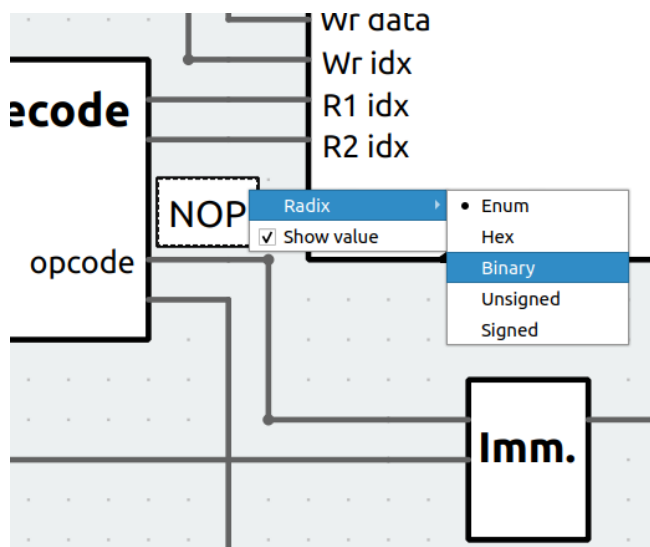 Wr data
Wr idx
ecode
R1 idx
R2 idx
NOP
Radix
Enum
Show value
Hex
opcode
Binary
Unsigned
Signed
Imm.